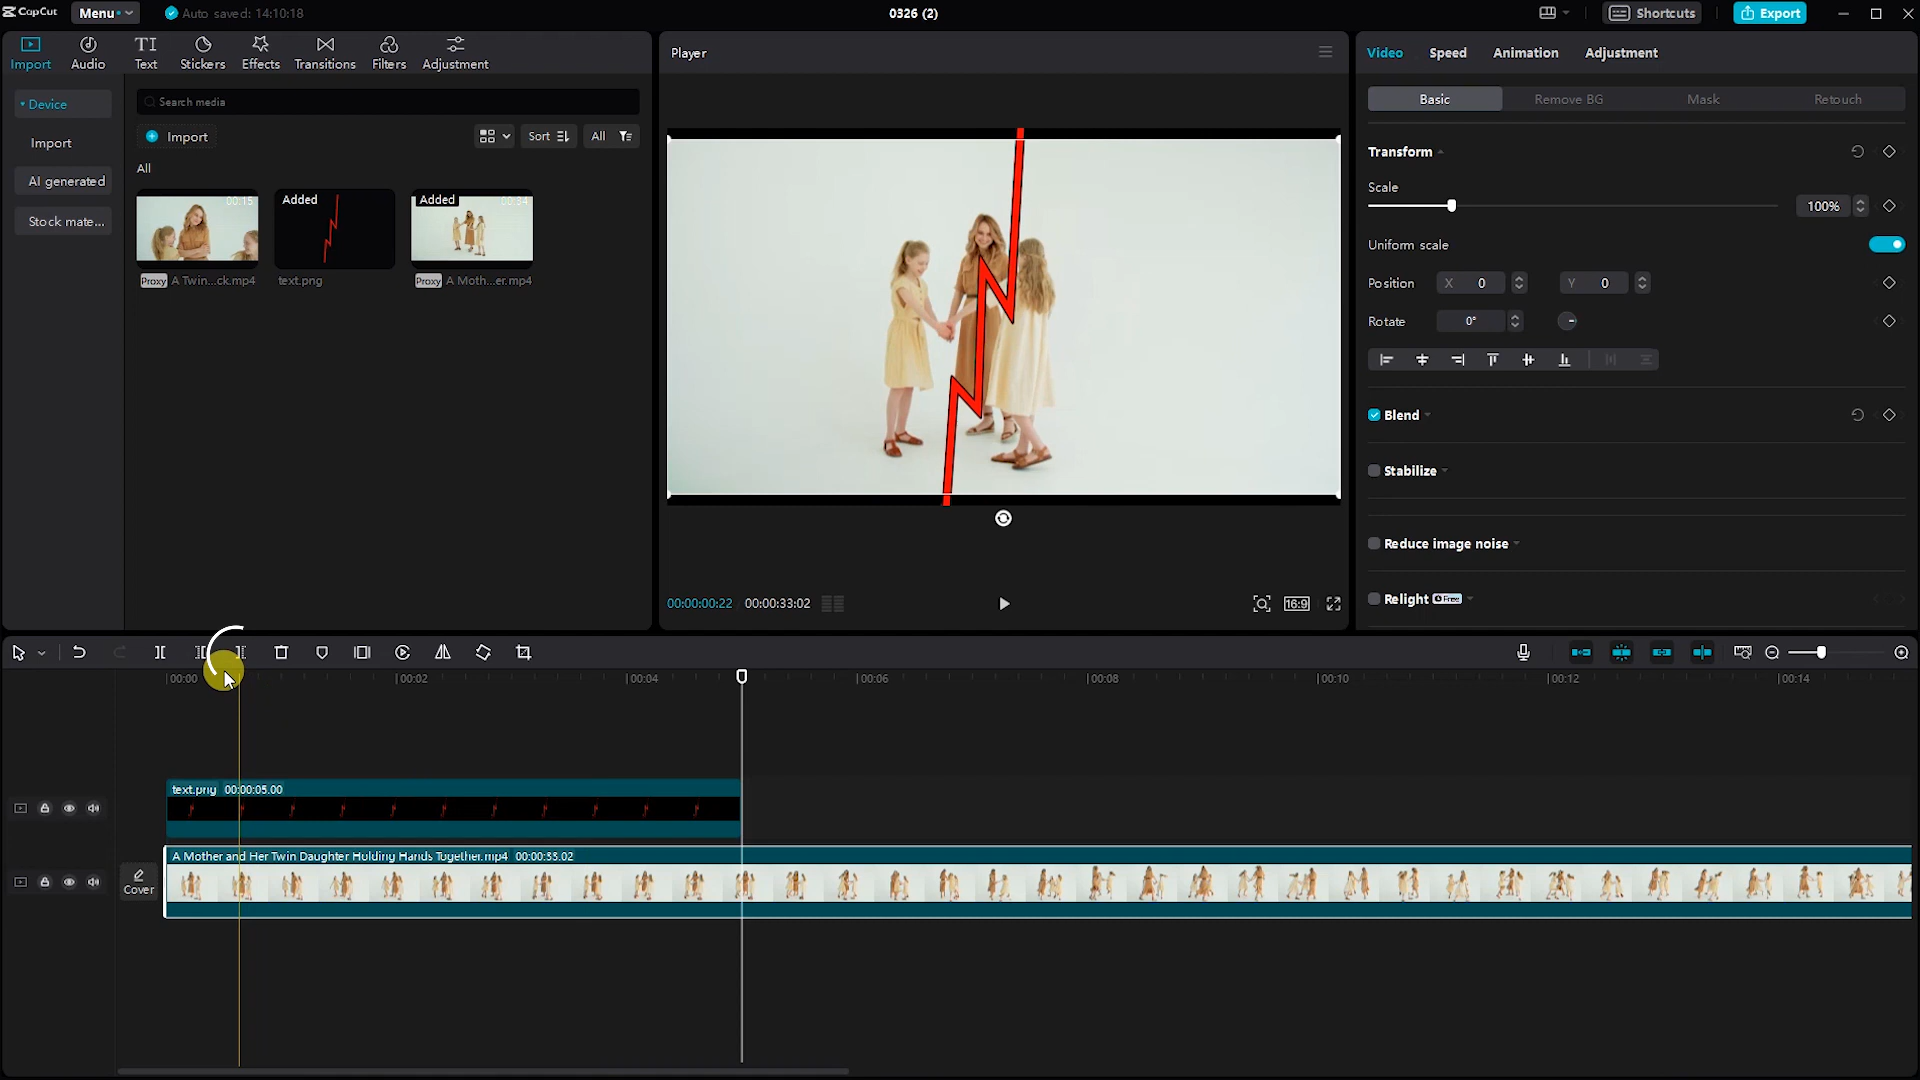 CapCut
Menu
Auto saved: 14:10:18
0326 (2)
Shortcuts
Export
Import
Audio
TI
Text
Stickers
Effects
Transitions
Filters
Adjustment
Device
Import
AI generated
Stock mate...
Search media
Import
Sort
All
All
00:15
Proxy
A Twin...ck.mp4
Added
text.png
Added
00:34
Proxy
A Moth...er.mp4
Player
00:00:00:22
00:00:33:02
16:9
Video
Speed
Animation
Adjustment
Basic
Remove BG
Mask
Retouch
Transform
Scale
100%
Uniform scale
Position
X 0
Y 0
Rotate
0°
Blend
Stabilize
Reduce image noise
Relight
Free
00:00
00:02
00:04
00:06
00:08
00:10
00:12
00:14
text.png 00:00:05:00
Cover
A Mother and Her Twin Daughter Holding Hands Together.mp4 00:00:33:02